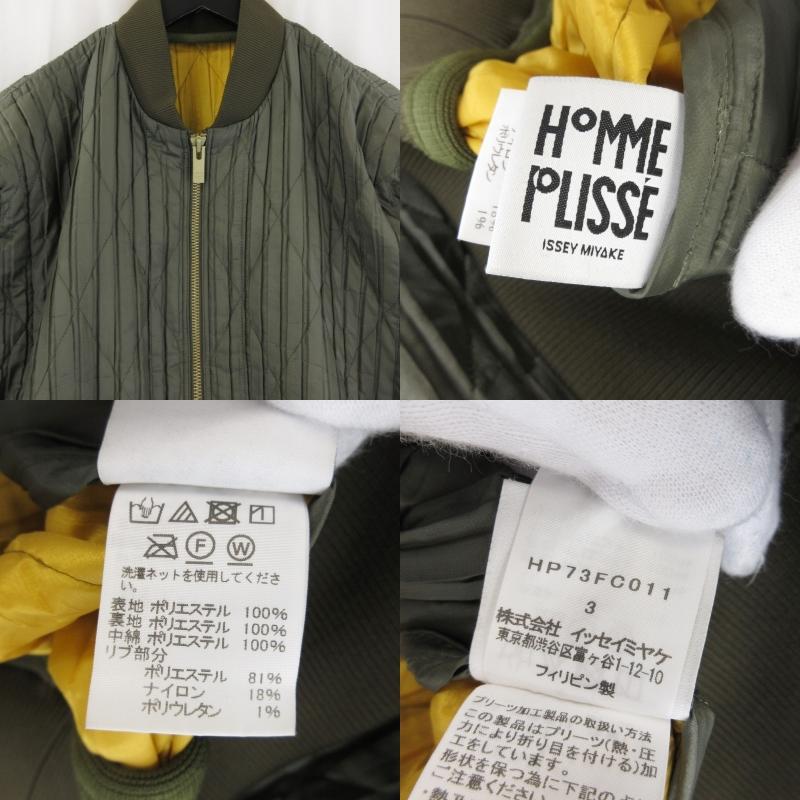 HOMME
PLISSÉ
ISSEY MIYAKE
ポリウレタン
1%
F
W
洗濯ネットを使用してくださ
い。
表地 ポリエステル 100%
裏地 ポリエステル 100%
中綿 ポリエステル 100%
リブ部分
ポリエステル 81%
ナイロン 18%
ポリウレタン 1%
HP73FC011
3
株式会社 イッセイミヤケ
東京都渋谷区富ヶ谷1-12-10
フィリピン製
プリーツ加工製品の取扱い方法
この製品はプリーツ(熱・圧
力により折り目を付ける)加
工をしています。
形状を保つ為に下記の点
ご注意ください